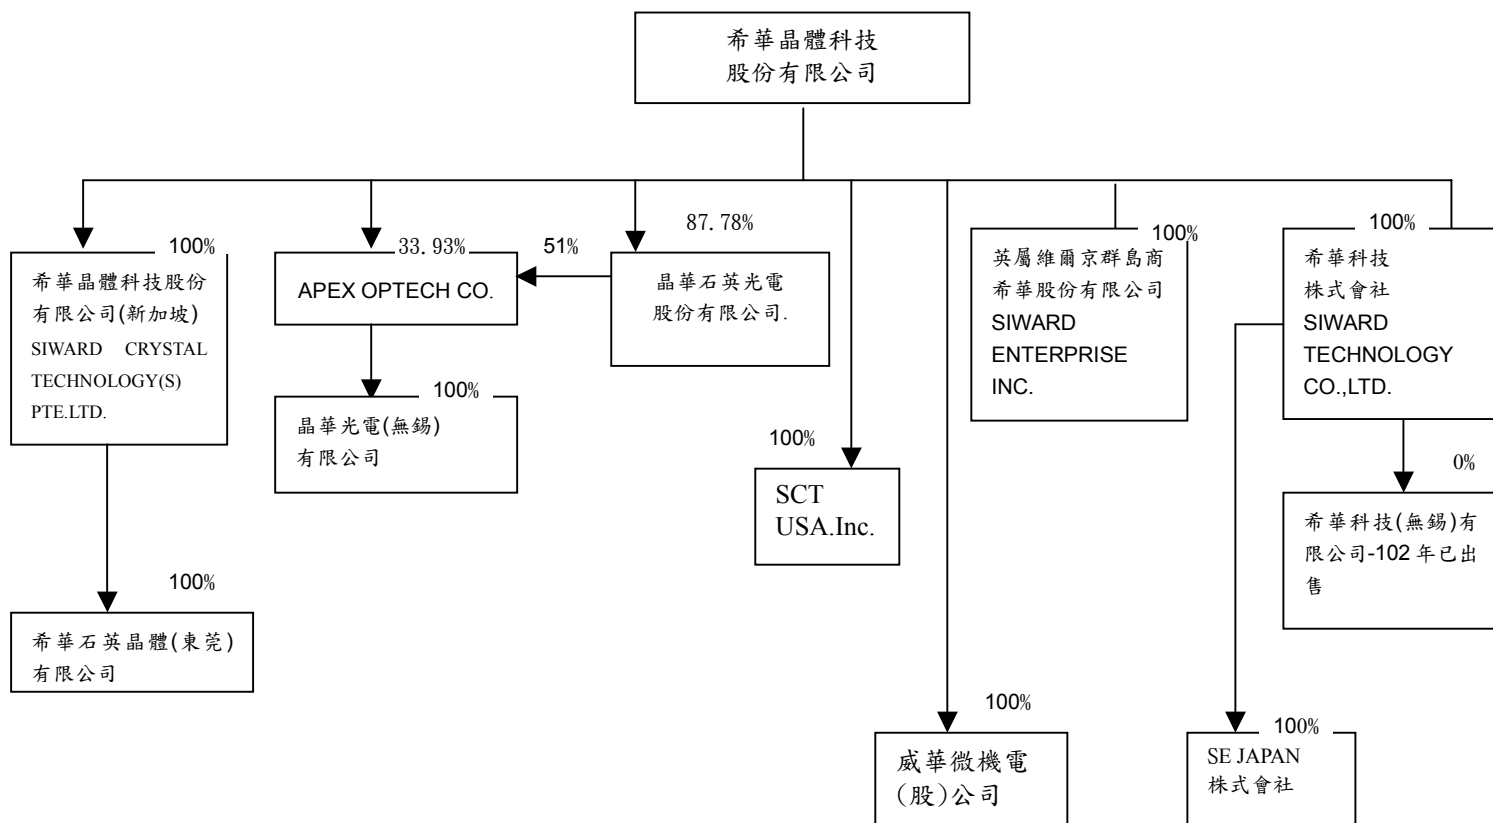 希華晶體科技
股份有限公司
87.78%
100%
33.93%
51%
100%
100%
希華晶體科技股份
有限公司(新加坡)
SIWARD CRYSTAL
TECHNOLOGY(S)
PTE.LTD.
APEX OPTECH CO.
晶華石英光電
股份有限公司.
英屬維爾京群島商
希華股份有限公司
SIWARD
ENTERPRISE
INC.
希華科技
株式會社
SIWARD
TECHNOLOGY
CO.,LTD.
100%
晶華光電(無錫)
有限公司
100%
SCT
USA.Inc.
0%
希華科技(無錫)有
限公司-102 年已出
售
100%
希華石英晶體(東莞)
有限公司
100%
威華微機電
(股)公司
100%
SE JAPAN
株式會社